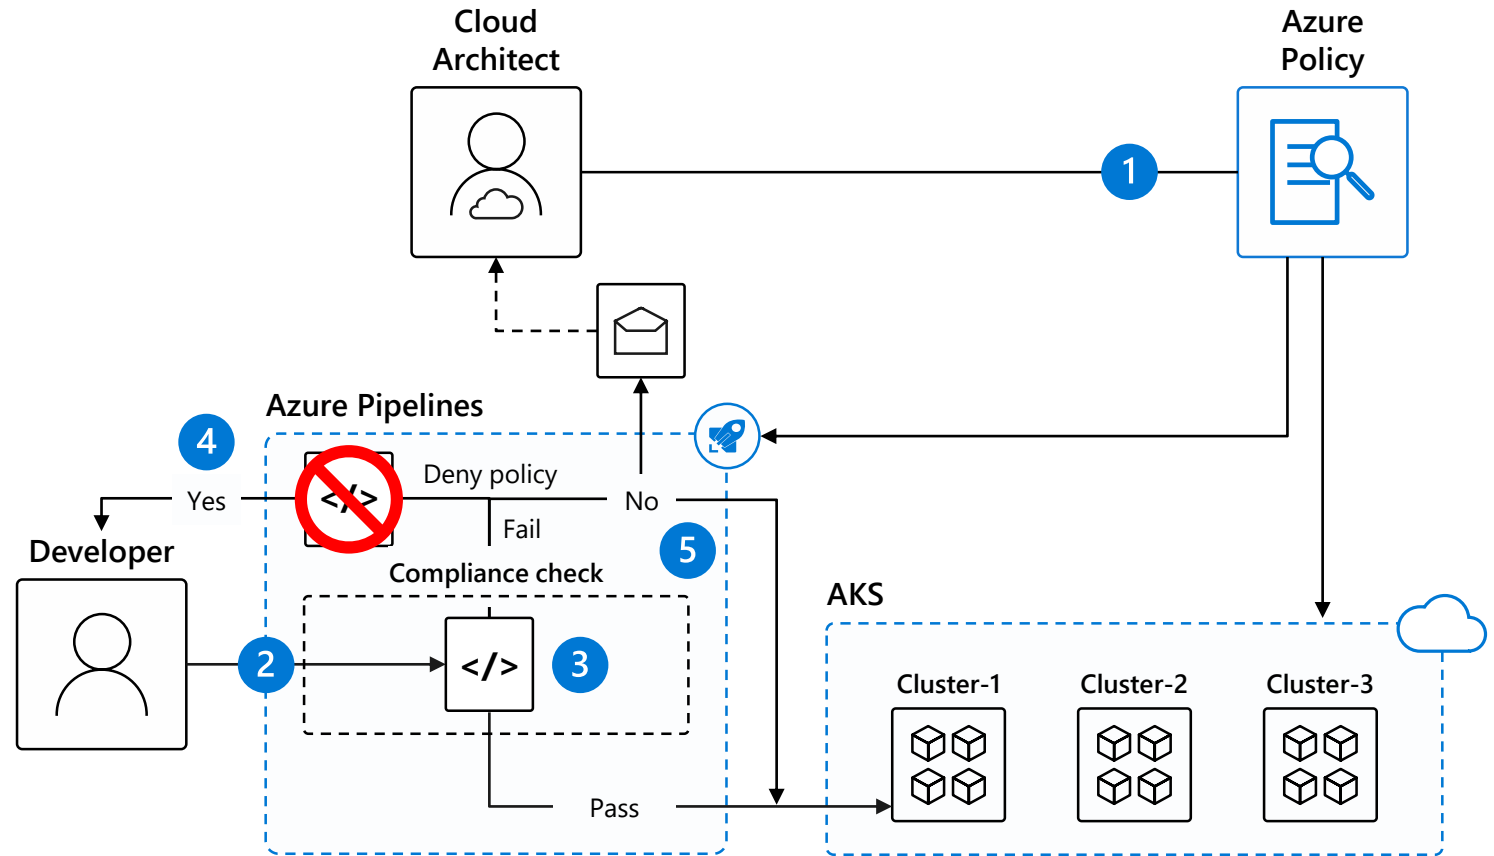 Cloud
Architect
Azure
Policy
1
Azure Pipelines
4
Deny policy
Yes
</>
No
Fail
5
Developer
Compliance check
AKS
2
</>
3
Cluster-1
Cluster-2
Cluster-3
Pass